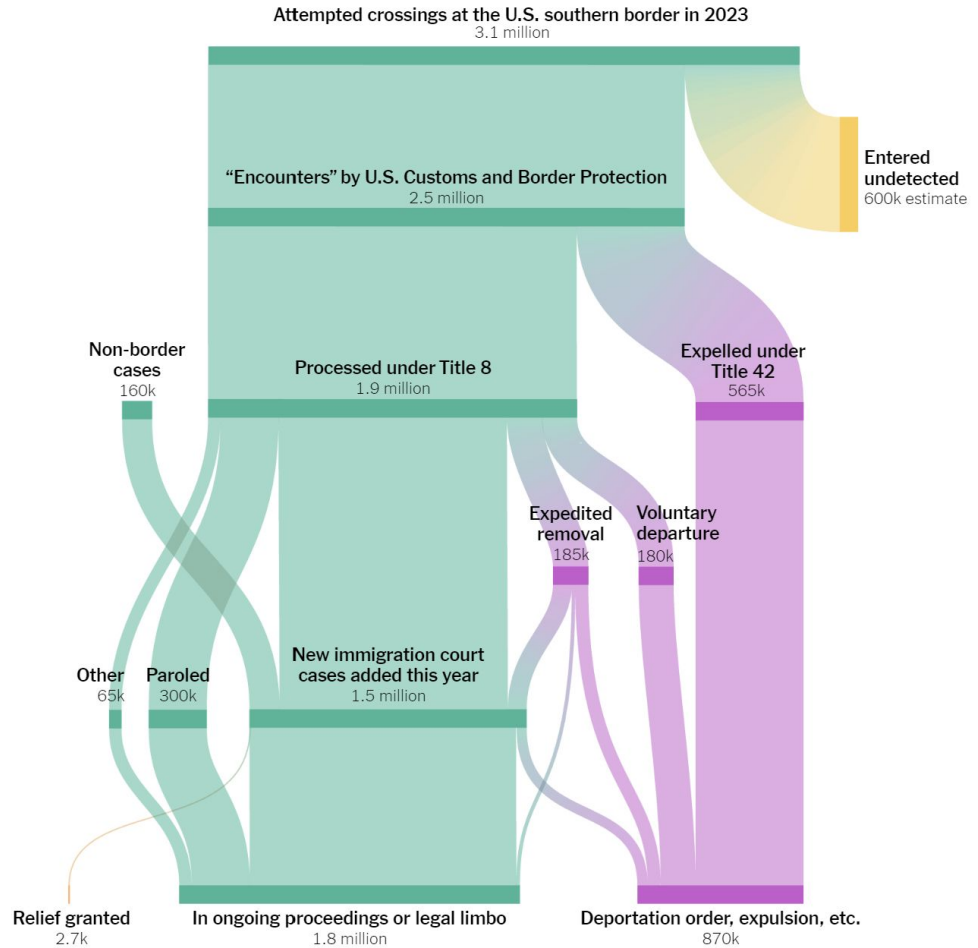 Attempted crossings at the U.S. southern border in 2023
3.1 million
Entered
undetected
600k estimate
“Encounters” by U.S. Customs and Border Protection
2.5 million
Non-border
cases
160k
Processed under Title 8
1.9 million
Expelled under
Title 42
565k
Expedited
removal
185k
Voluntary
departure
180k
Other
65k
Paroled
300k
New immigration court
cases added this year
1.5 million
Relief granted
2.7k
In ongoing proceedings or legal limbo
1.8 million
Deportation order, expulsion, etc.
870k